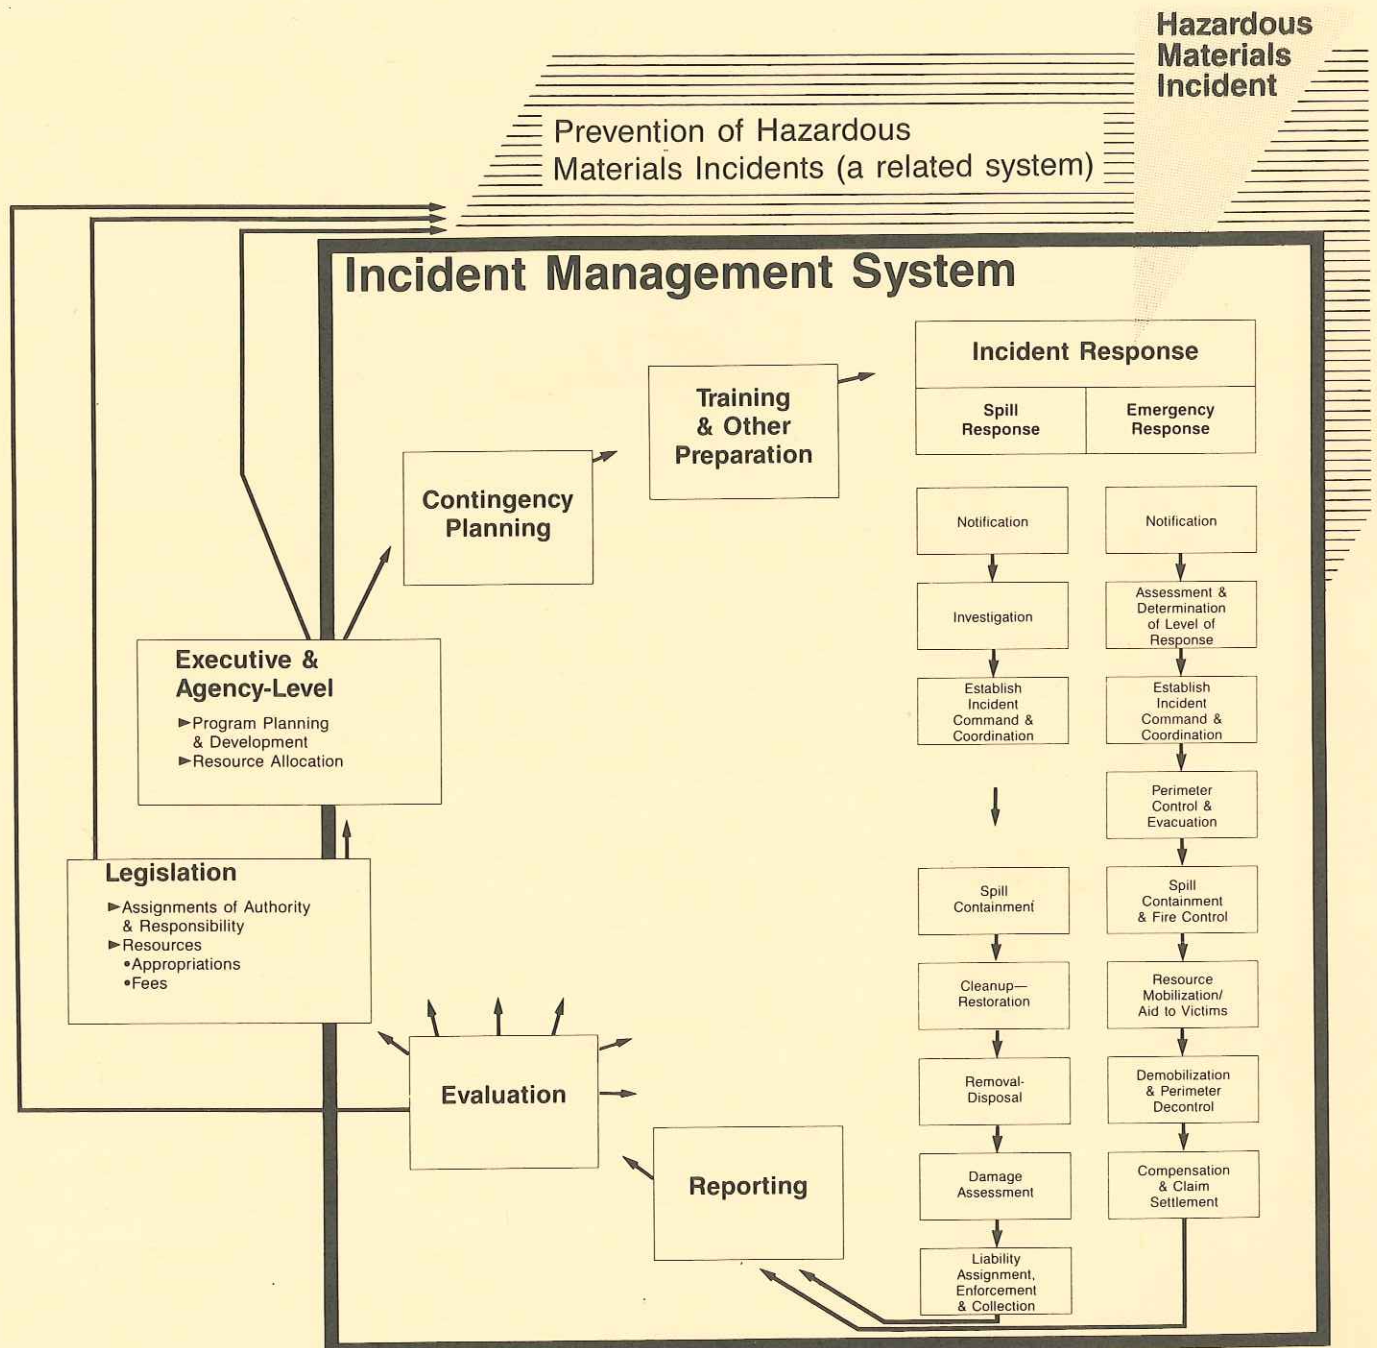 Hazardous
Materials
Incident
Prevention of Hazardous
Materials Incidents (a related system)
Incident Management System
Incident Response
Spill
Response
Emergency
Response
Training
& Other
Preparation
Contingency
Planning
Executive &
Agency-Level
►Program Planning
& Development
►Resource Allocation
Legislation
►Assignments of Authority
& Responsibility
►Resources
•Appropriations
•Fees
Evaluation
Reporting
Notification
Investigation
Establish
Incident
Command &
Coordination
Spill
Containment
Cleanup—
Restoration
Removal-
Disposal
Damage
Assessment
Liability
Assignment,
Enforcement
& Collection
Notification
Assessment &
Determination
of Level of
Response
Establish
Incident
Command &
Coordination
Perimeter
Control &
Evacuation
Spill
Containment
& Fire Control
Resource
Mobilization/
Aid to Victims
Demobilization
& Perimeter
Decontrol
Compensation
& Claim
Settlement